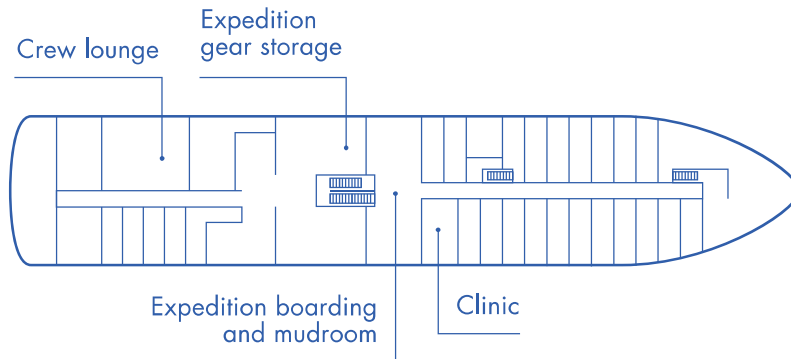 Expedition
gear storage
Crew lounge
Expedition boarding
and mudroom
Clinic